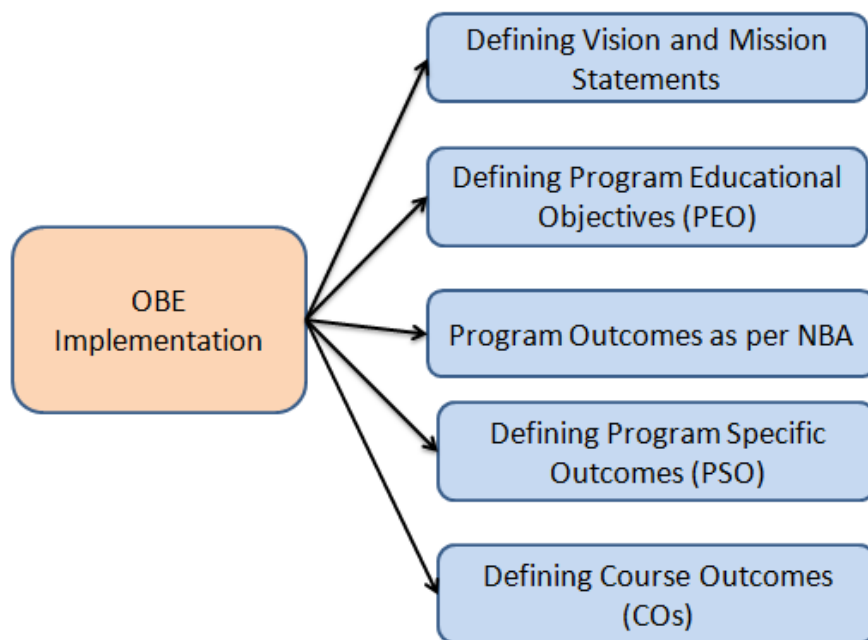 Defining Vision and Mission
Statements
Defining Program Educational
Objectives (PEO)
OBE
Implementation
Program Outcomes as per NBA
Defining Program Specific
Outcomes (PSO)
Defining Course Outcomes
(COs)